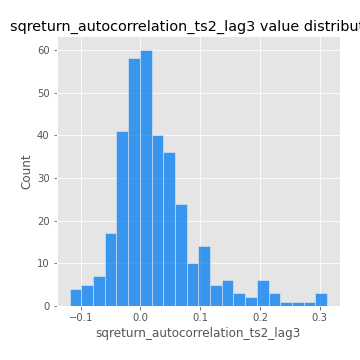 sqreturn_autocorrelation_ts2_lag3 value distribut
60
50
40
30
20
10
0
Count
−0.1 0.0 0.1 0.2 0.3
sqreturn_autocorrelation_ts2_lag3